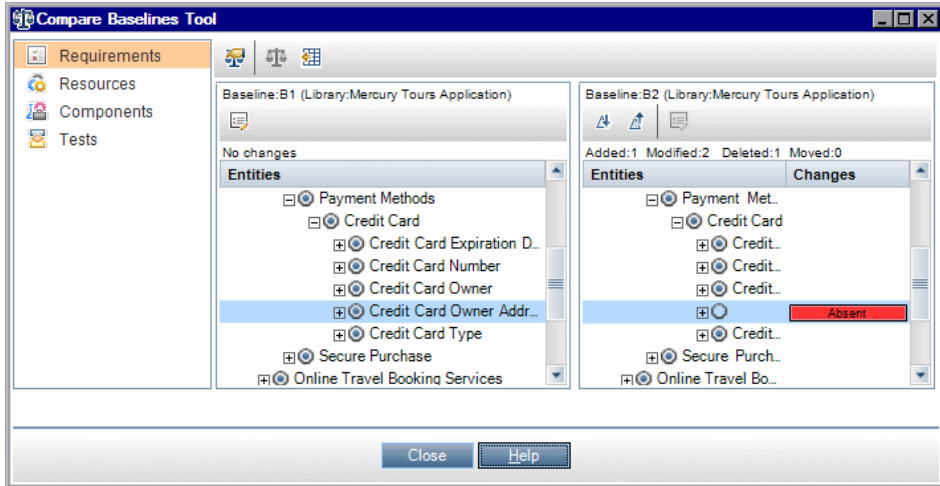 Compare Baselines Tool
Requirements
Resources
Components
Tests
Baseline:B1 (Library:Mercury Tours Application)
No changes
Entities
Payment Methods
Credit Card
Credit Card Expiration D...
Credit Card Number
Credit Card Owner
Credit Card Owner Addr...
Credit Card Type
Secure Purchase
Online Travel Booking Services
Baseline:B2 (Library:Mercury Tours Application)
Added:1 Modified:2 Deleted:1 Moved:0
Entities Changes
Payment Met...
Credit Card
Credit...
Credit...
Credit...
Absent
Credit...
Secure Purch...
Online Travel Bo...
Close Help